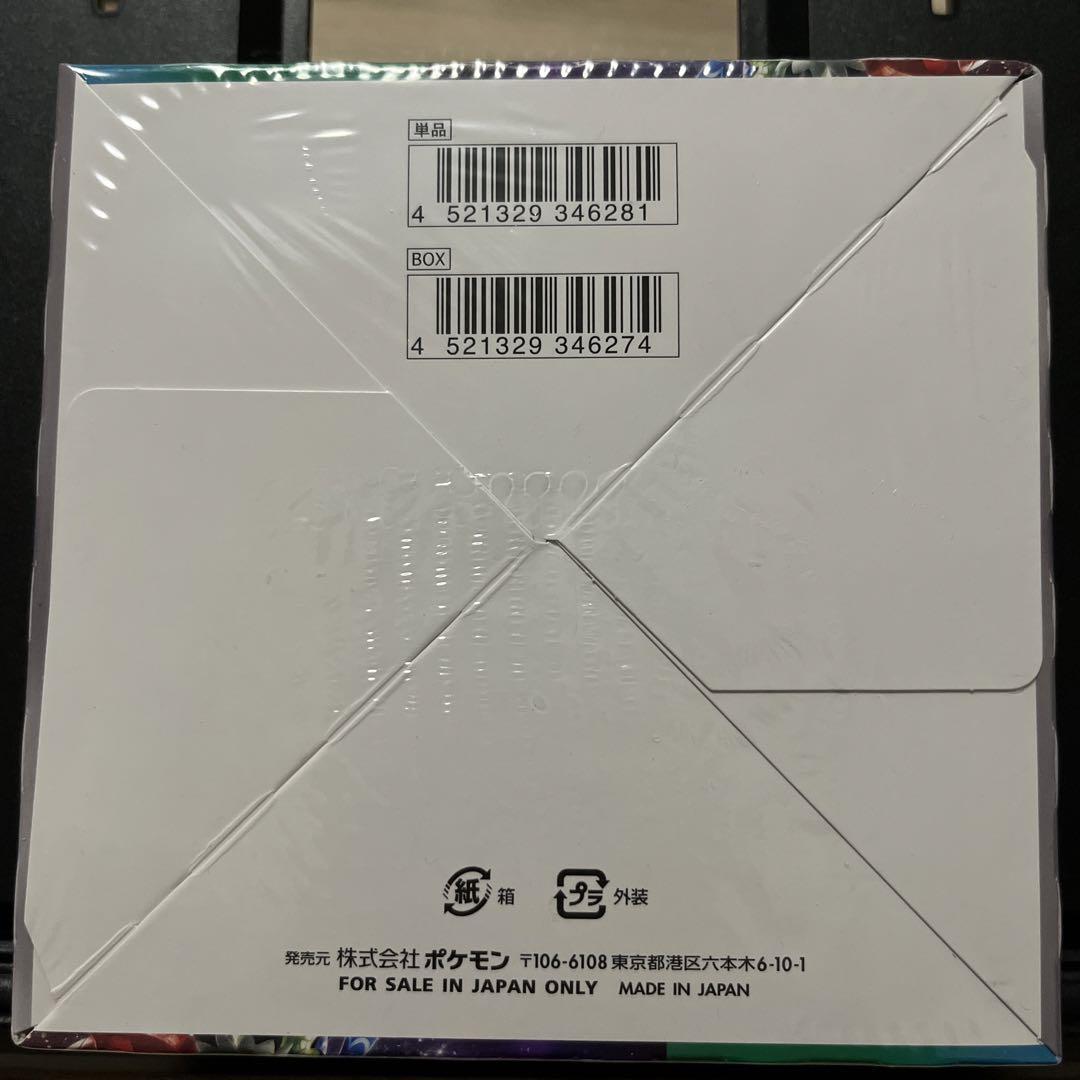 単品
4 521329 346281
BOX
4 521329 346274
紙 箱 プラ 外装
発売元 株式会社 ポケモン 〒106-6108 東京都港区六本木6-10-1
FOR SALE IN JAPAN ONLY MADE IN JAPAN